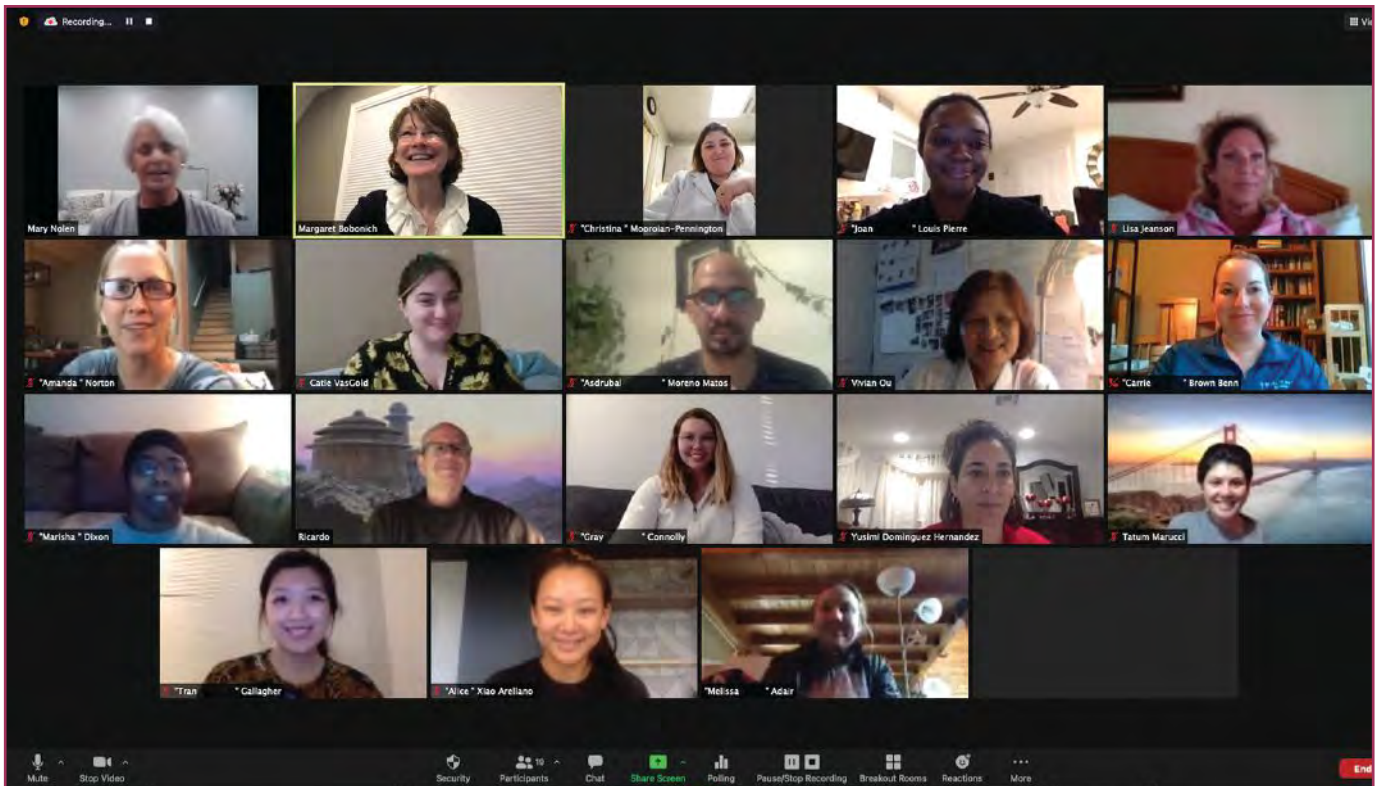 Recording...
Vie
Mary Nolen
Margaret Bobonich
"Christina " Mooroian-Pennington
"Joan " Louis Pierre
Lisa Jeanson
"Amanda " Norton
Catie VasGold
"Asdrubal " Moreno Matos
Vivian Ou
"Carrie " Brown Benn
"Marisha " Dixon
Ricardo
"Gray " Connolly
Yusimi Dominguez Hernandez
Tatum Marucci
"Tran " Gallagher
"Alice " Xiao Arellano
"Melissa " Adair
Mute
Stop Video
Security
19
Participants
Chat
Share Screen
Polling
Pause/Stop Recording
Breakout Rooms
Reactions
More
End